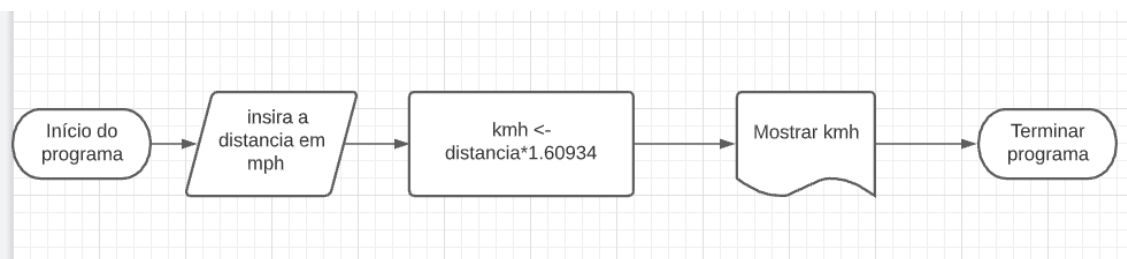 Início do
programa
insira a
distancia em
mph
kmh <-
distancia*1.60934
Mostrar kmh
Terminar
programa